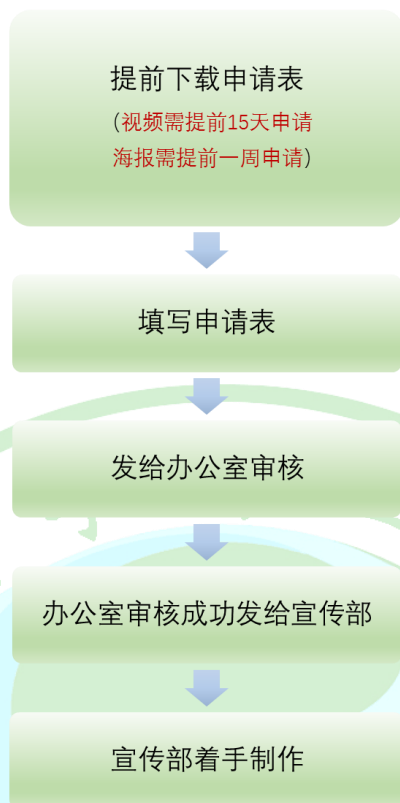 提前下载申请表
（视频需提前15天申请
海报需提前一周申请）
填写申请表
发给办公室审核
办公室审核成功发给宣传部
宣传部着手制作